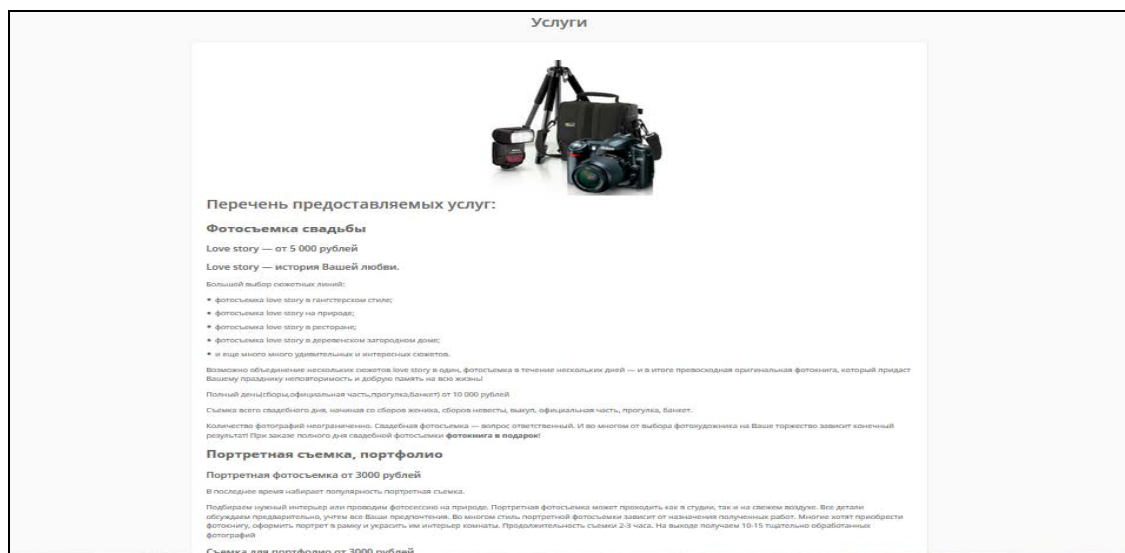 Услуги
Перечень предоставляемых услуг:
Фотосъемка свадьбы
Love story — от 5 000 рублей
Love story — история Вашей любви.
Большой выбор сюжетных линий:
• фотосъемка love story в гангстерском стиле;
• фотосъемка love story на природе;
• фотосъемка love story в ресторане;
• фотосъемка love story в деревенском загородном доме;
• и еще много много удивительных и интересных сюжетов.
Возможно объединение нескольких сюжетов love story в один, фотосъемка в течение нескольких дней — и в итоге превосходная оригинальная фотокнига, который придаст
Вашему празднику неповторимость и добрую память на всю жизнь!
Полный день(сборы,официальная часть,прогулка,банкет) от 10 000 рублей
Съемка всего свадебного дня, начиная со сборов жениха, сборов невесты, выкуп, официальная часть, прогулка, банкет.
Количество фотографий неограниченно. Свадебная фотосъемка — вопрос ответственный. И во многом от выбора фотохудожника на Ваше торжество зависит конечный
результат! При заказе полного дня свадебной фотосъемки фотокнига в подарок!
Портретная съемка, портфолио
Портретная фотосъемка от 3000 рублей
В последнее время набирает популярность портретная съемка.
Подбираем нужный интерьер или проводим фотосессию на природе. Портретная фотосъемка может проходить как в студии, так и на свежем воздухе. Все детали
обсуждаем предварительно, учтем все Ваши предпочтения. Во многом стиль портретной фотосъемки зависит от назначения полученных работ. Многие хотят приобрести
фотокнигу, оформить портрет в рамку и украсить им интерьер комнаты. Продолжительность съемки 2-3 часа. На выходе получаем 10-15 тщательно обработанных
фотографий
Съемка для портфолио от 3000 рублей